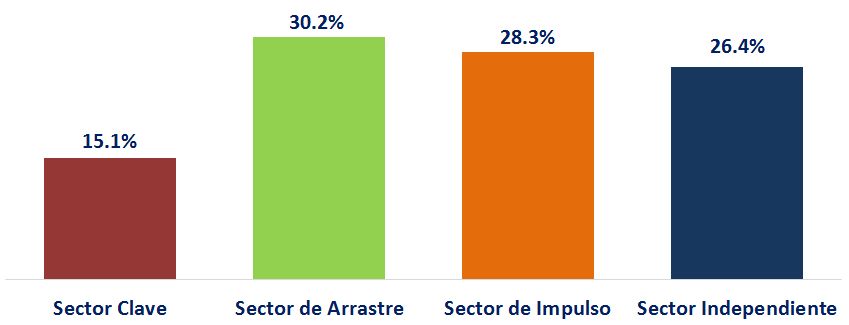 30.2%
28.3%
26.4%
15.1%
Sector Clave
Sector de Arrastre
Sector de Impulso
Sector Independiente